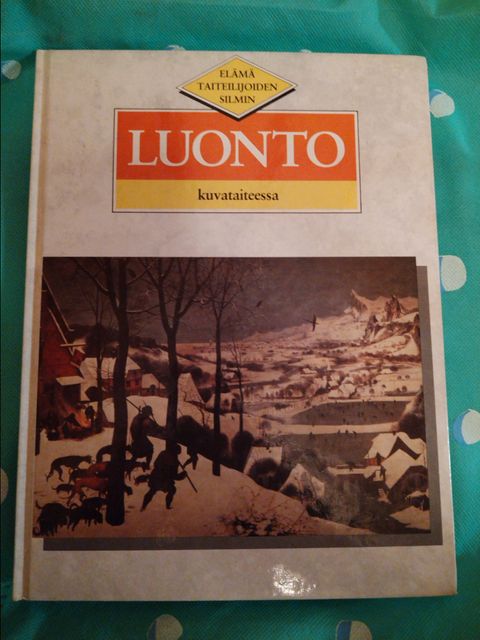 ELÄMÄ
TAITEILIJOIDEN
SILMIN
LUONTO
kuvataiteessa